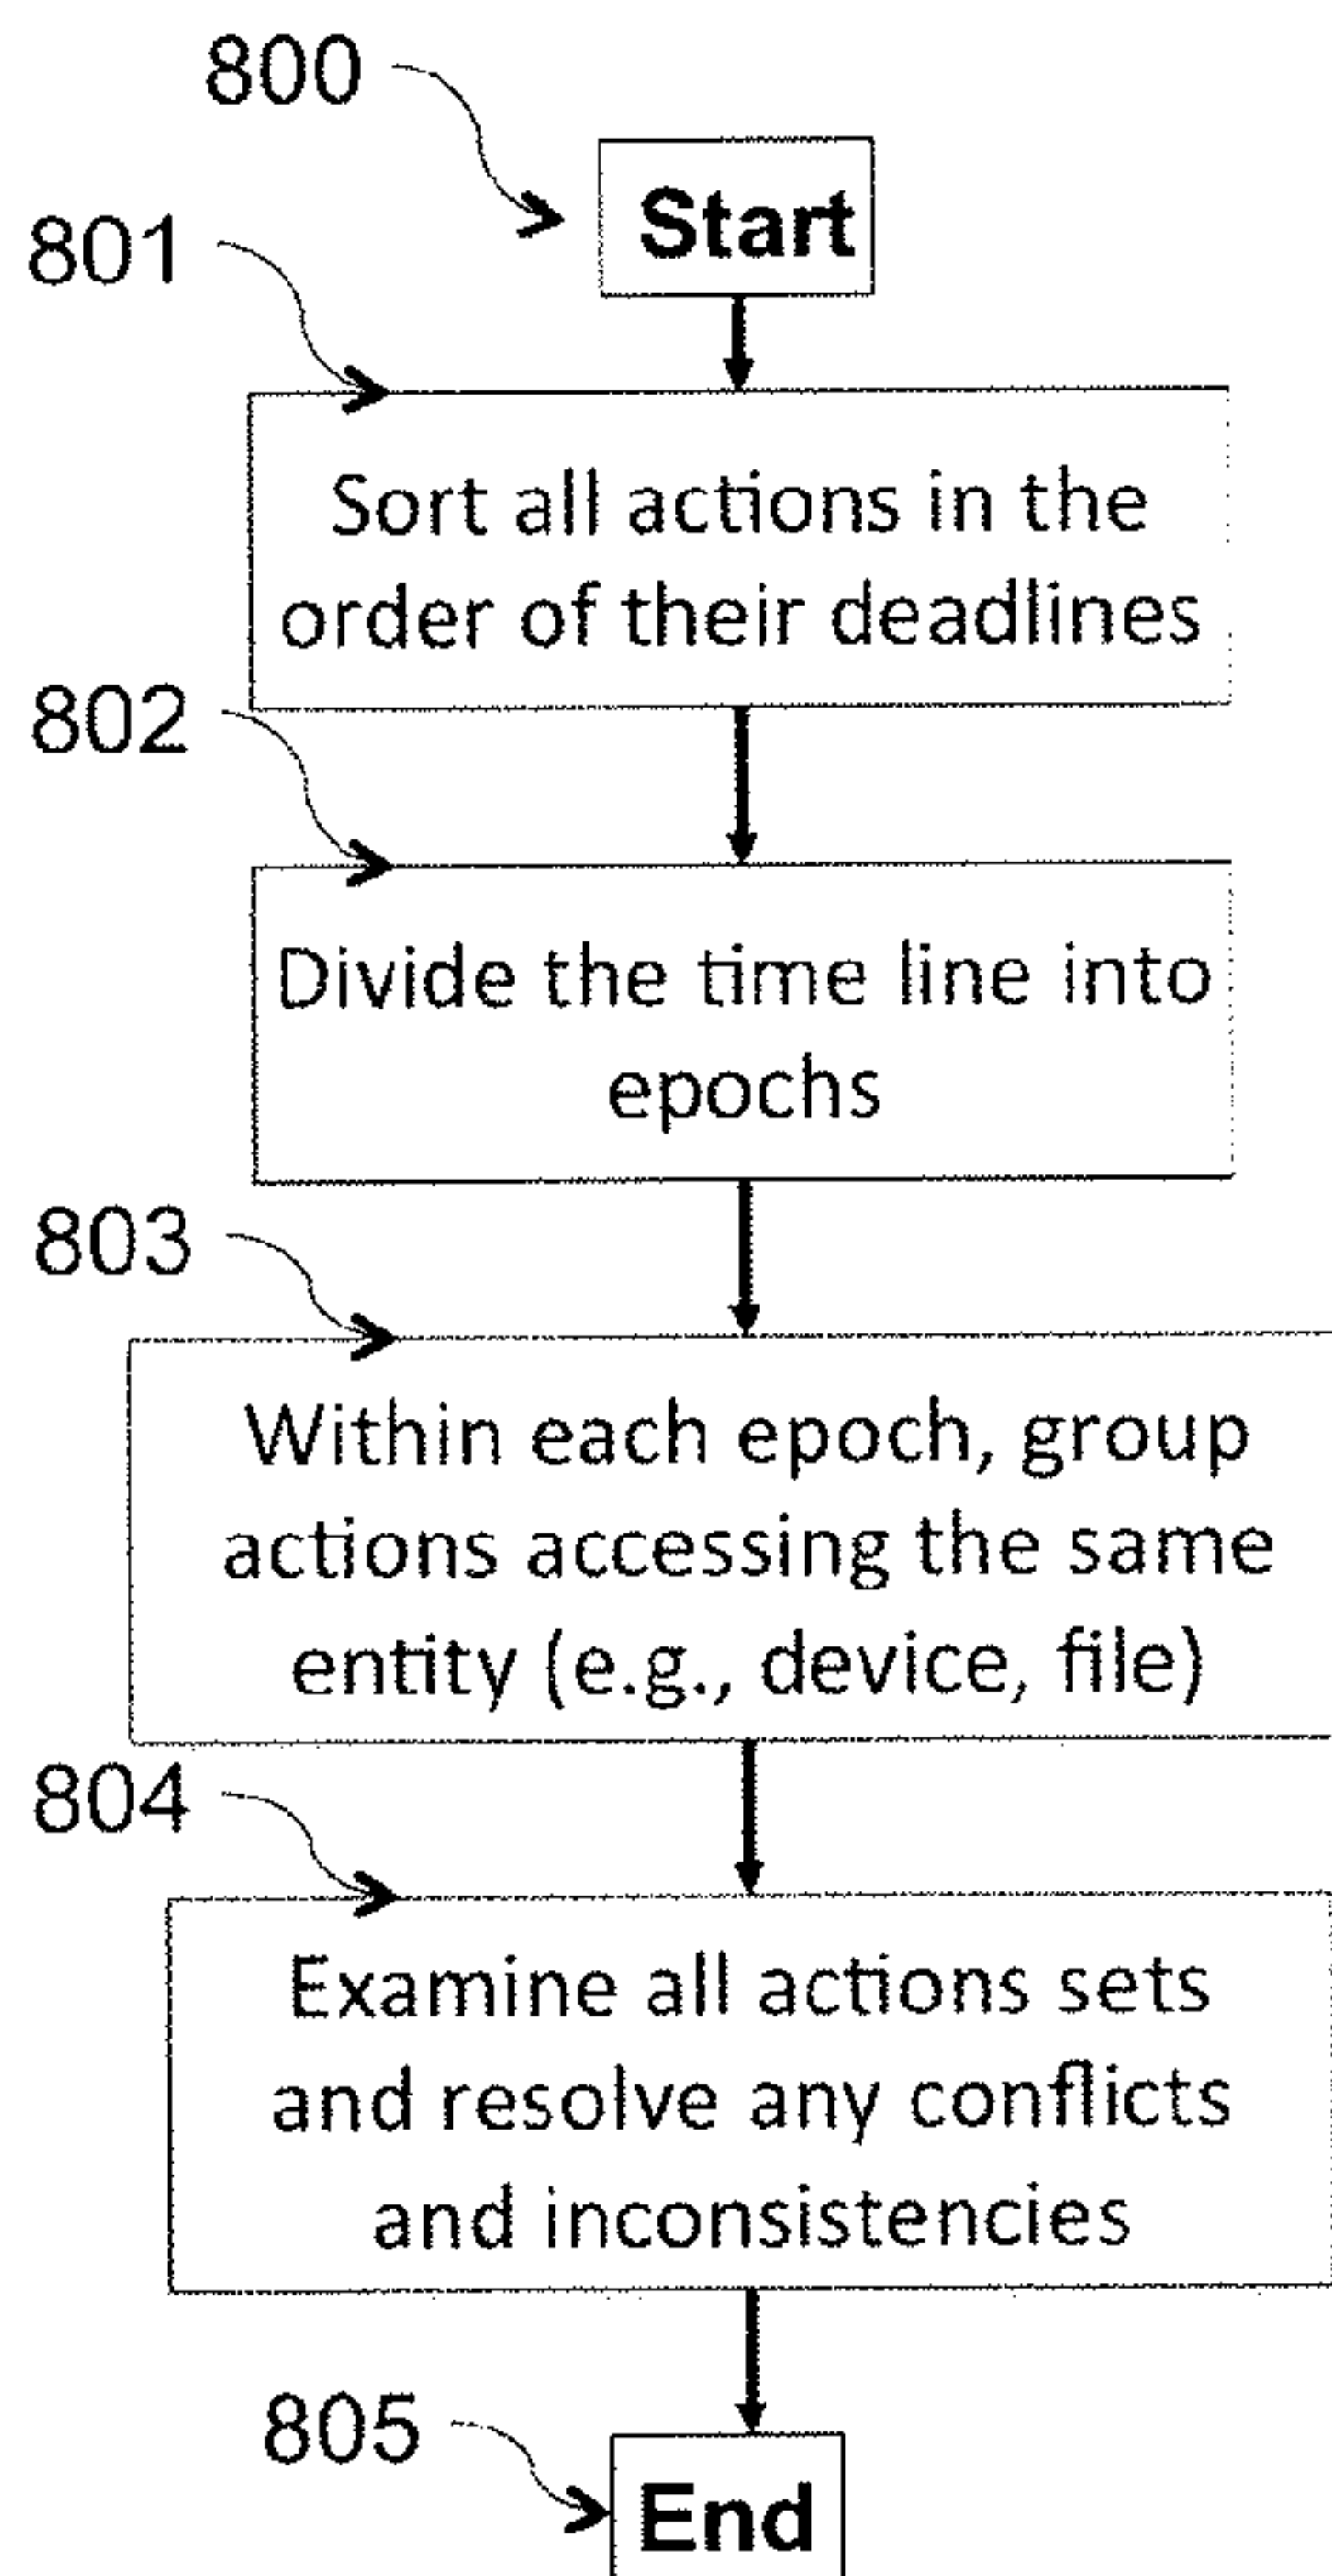 800
Start
801
Sort all actions in the
order of their deadlines
802
Divide the time line into
epochs
803
Within each epoch, group
actions accessing the same
entity (e.g., device, file)
804
Examine all actions sets
and resolve any conflicts
and inconsistencies
805
End